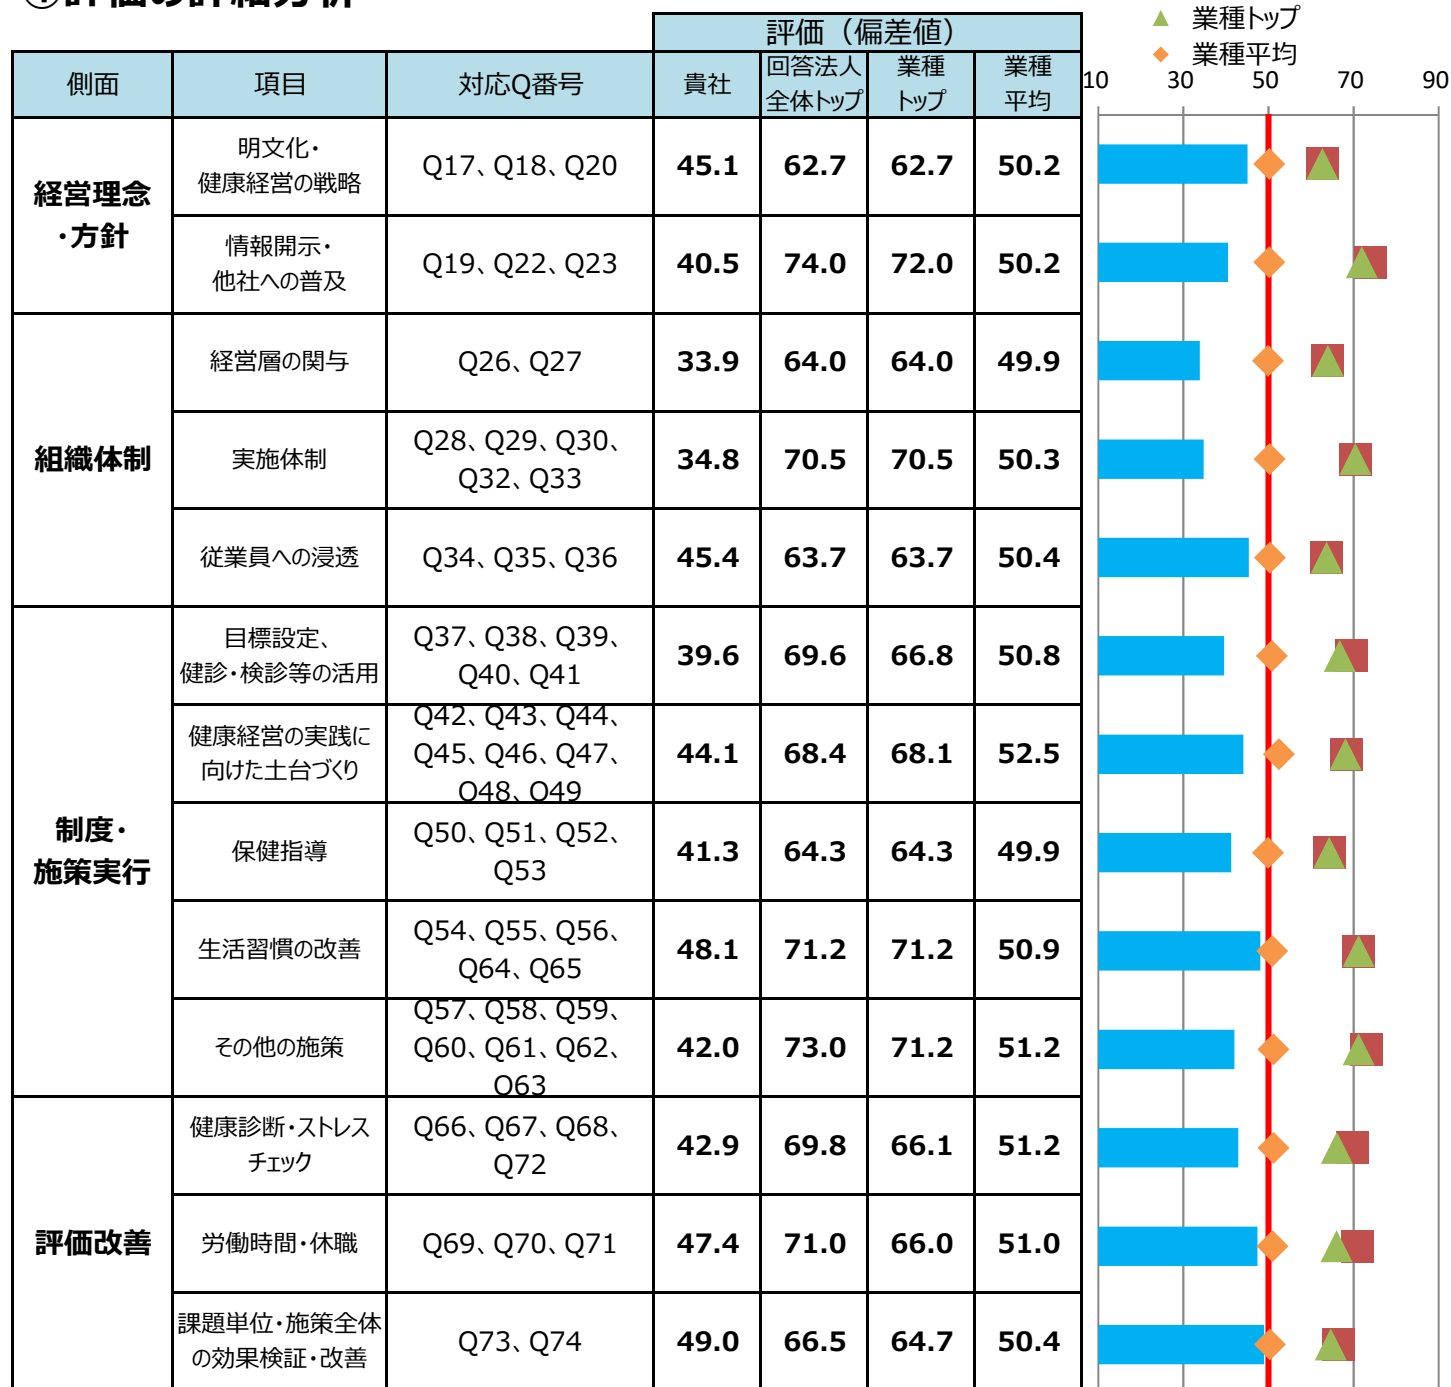 ①評価の詳細分析
▲ 業種トップ
◆ 業種平均
評価（偏差値）
側面 項目 対応Q番号 貴社 回答法人 業種 業種
全体トップ トップ 平均
10 30 50 70 90
経営理念
・方針
明文化・
健康経営の戦略
Q17、Q18、Q20 45.1 62.7 62.7 50.2
情報開示・
他社への普及
Q19、Q22、Q23 40.5 74.0 72.0 50.2
組織体制
経営層の関与 Q26、Q27 33.9 64.0 64.0 49.9
実施体制
Q28、Q29、Q30、
Q32、Q33
34.8 70.5 70.5 50.3
従業員への浸透 Q34、Q35、Q36 45.4 63.7 63.7 50.4
制度・
施策実行
目標設定、
健診・検診等の活用
Q37、Q38、Q39、
Q40、Q41
39.6 69.6 66.8 50.8
健康経営の実践に
向けた土台づくり
Q42、Q43、Q44、
Q45、Q46、Q47、
Q48、Q49
44.1 68.4 68.1 52.5
保健指導
Q50、Q51、Q52、
Q53
41.3 64.3 64.3 49.9
生活習慣の改善
Q54、Q55、Q56、
Q64、Q65
48.1 71.2 71.2 50.9
その他の施策
Q57、Q58、Q59、
Q60、Q61、Q62、
Q63
42.0 73.0 71.2 51.2
評価改善
健康診断・ストレス
チェック
Q66、Q67、Q68、
Q72
42.9 69.8 66.1 51.2
労働時間・休職 Q69、Q70、Q71 47.4 71.0 66.0 51.0
課題単位・施策全体
の効果検証・改善
Q73、Q74 49.0 66.5 64.7 50.4